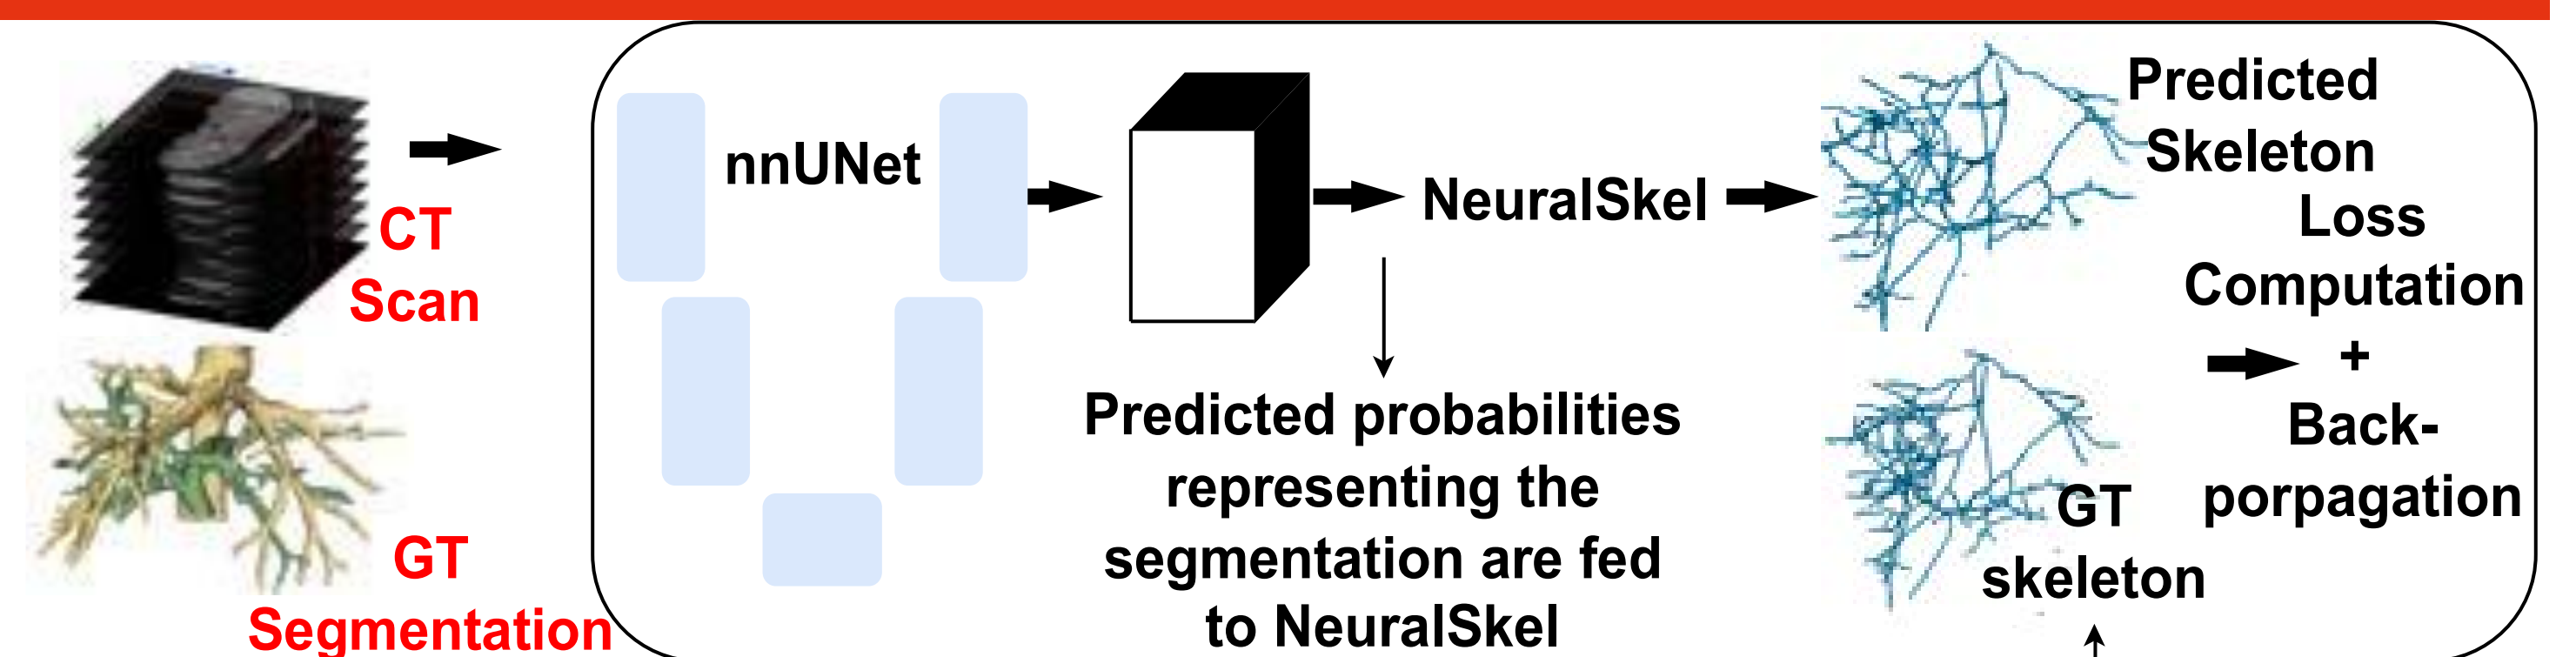 CT
Scan
GT
Segmentation
nnUNet
NeuralSkel
Predicted probabilities
representing the
segmentation are fed
to NeuralSkel
Predicted
Skeleton
Loss
Computation
+
Back-
porpagation
GT
skeleton